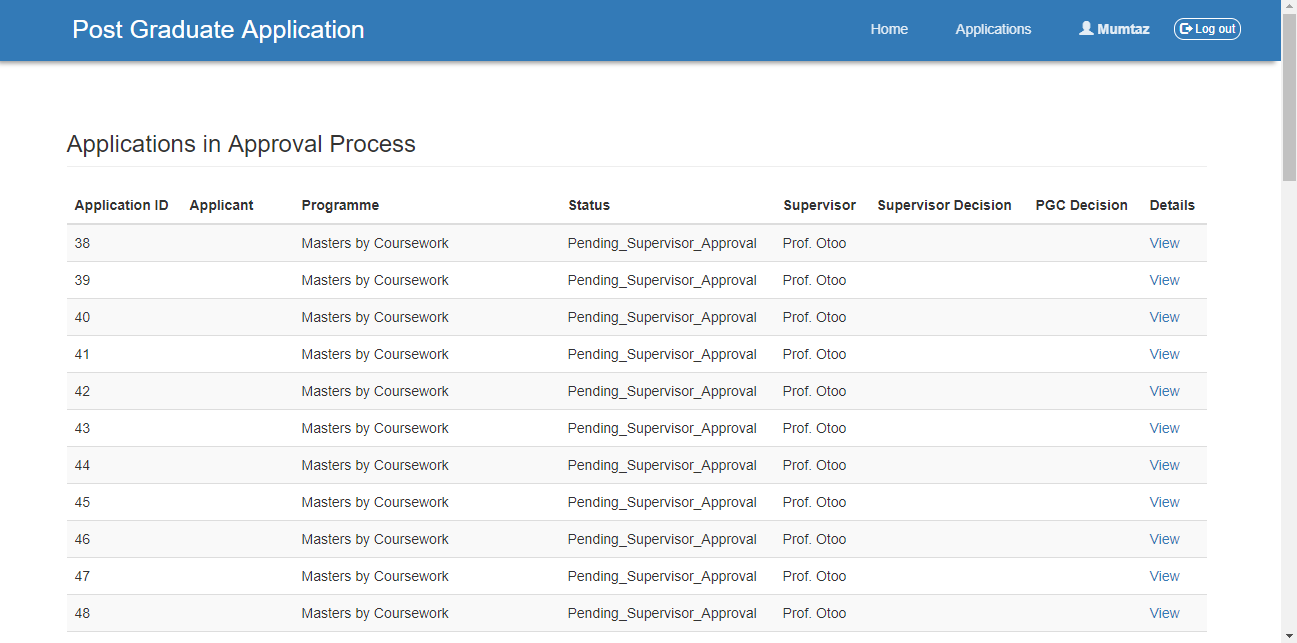 Post Graduate Application Home Applications Mumtaz Log out
Applications in Approval Process
Application ID Applicant Programme Status Supervisor Supervisor Decision PGC Decision Details
38 Masters by Coursework Pending_Supervisor_Approval Prof. Otoo View
39 Masters by Coursework Pending_Supervisor_Approval Prof. Otoo View
40 Masters by Coursework Pending_Supervisor_Approval Prof. Otoo View
41 Masters by Coursework Pending_Supervisor_Approval Prof. Otoo View
42 Masters by Coursework Pending_Supervisor_Approval Prof. Otoo View
43 Masters by Coursework Pending_Supervisor_Approval Prof. Otoo View
44 Masters by Coursework Pending_Supervisor_Approval Prof. Otoo View
45 Masters by Coursework Pending_Supervisor_Approval Prof. Otoo View
46 Masters by Coursework Pending_Supervisor_Approval Prof. Otoo View
47 Masters by Coursework Pending_Supervisor_Approval Prof. Otoo View
48 Masters by Coursework Pending_Supervisor_Approval Prof. Otoo View